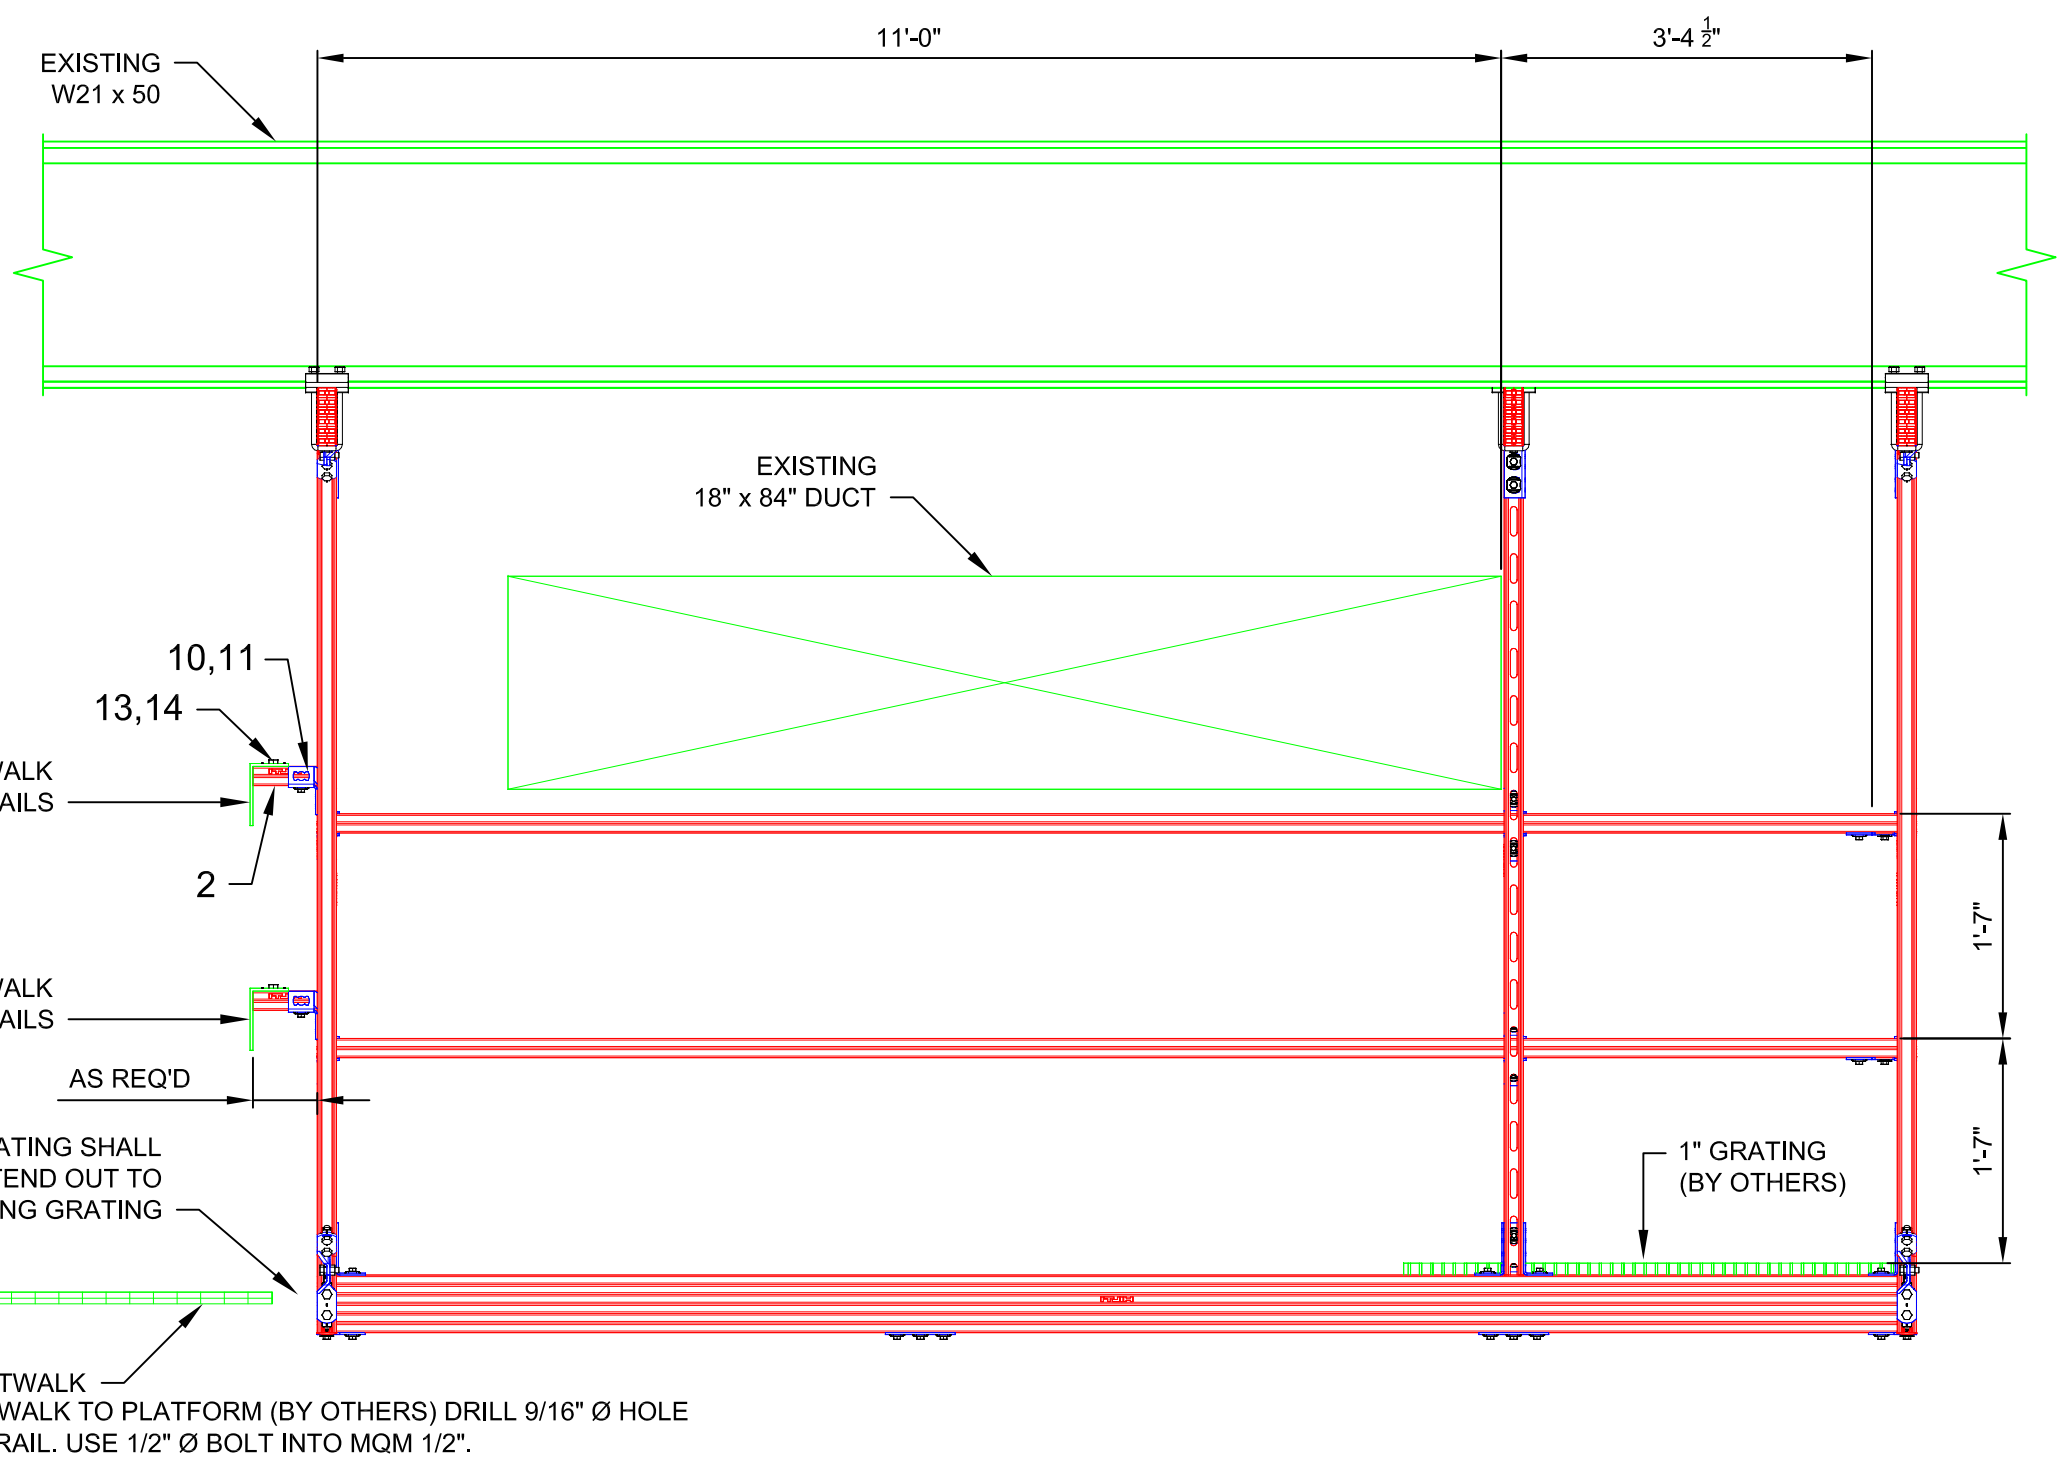 11'-0"
3'-4 1/2"
EXISTING
W21 x 50
EXISTING
18" x 84" DUCT
10,11
13,14
WALK
AILS
2
1'-7"
WALK
AILS
AS REQ'D
ATING SHALL
TEND OUT TO
NG GRATING
1" GRATING
(BY OTHERS)
1'-7"
TWALK
WALK TO PLATFORM (BY OTHERS) DRILL 9/16" Ø HOLE
RAIL. USE 1/2" Ø BOLT INTO MQM 1/2".